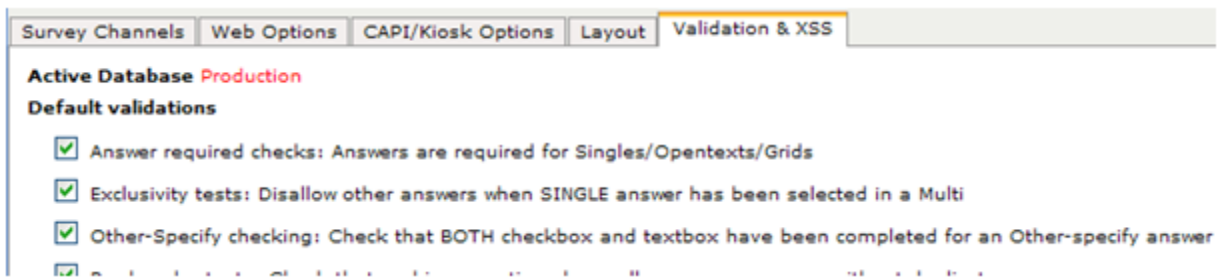 Survey Channels Web Options CAPI/Kiosk Options Layout Validation & XSS
Active Database Production
Default validations
Answer required checks: Answers are required for Singles/Opentexts/Grids
Exclusivity tests: Disallow other answers when SINGLE answer has been selected in a Multi
Other-Specify checking: Check that BOTH checkbox and textbox have been completed for an Other-specify answer